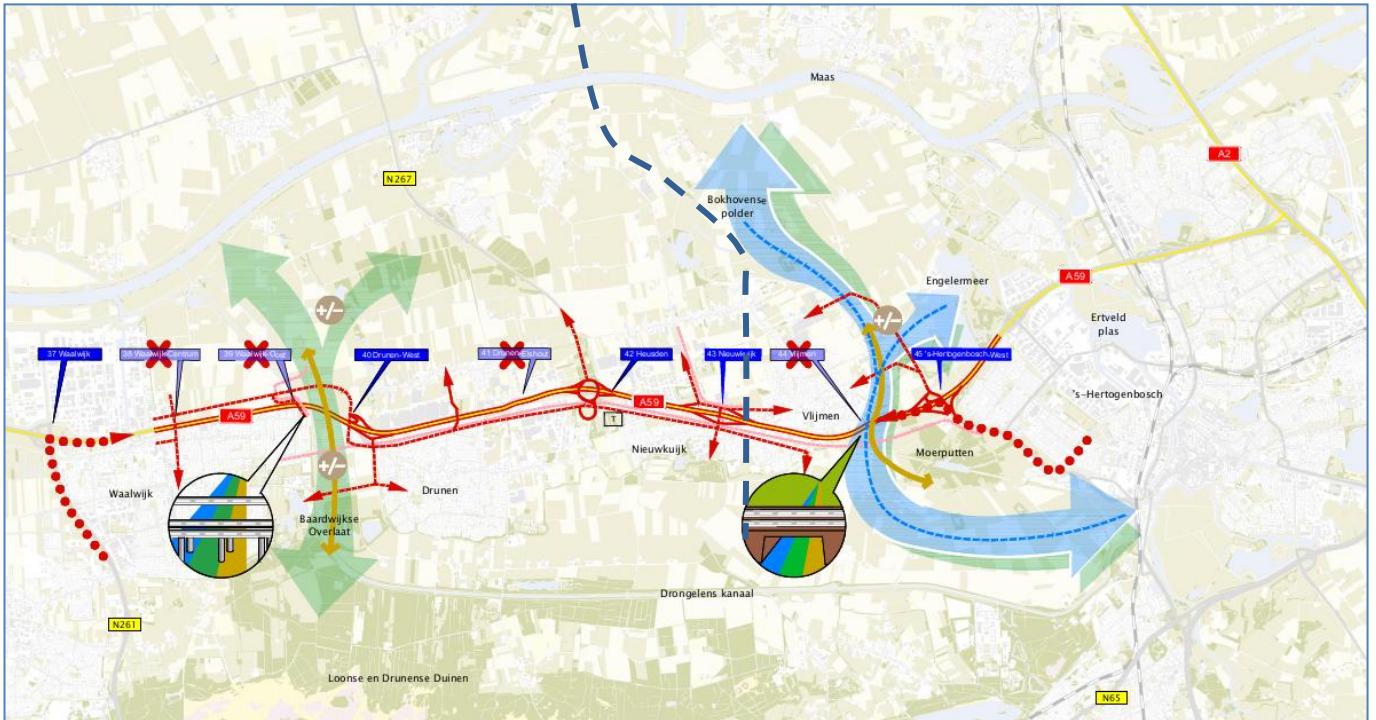 Maas
A2
N267
Bokhovense
polder
Engelermeer
A59
+/-
+/-
Ertveld
plas
37 Waalwijk
38 Waalwijk-Centrum
39 Waalwijk-Oost
40 Drunen-West
41 Drunen-Elshout
42 Heusden
43 Nieuwkuijk
44 Vlijmen
45 's-Hertogenbosch-West
's-Hertogenbosch
A59
A59
T
Vlijmen
Nieuwkuijk
Moerputten
+/-
Waalwijk
Drunen
Baardwijkse
Overlaat
Drongelens kanaal
N261
Loonse en Drunense Duinen
N65